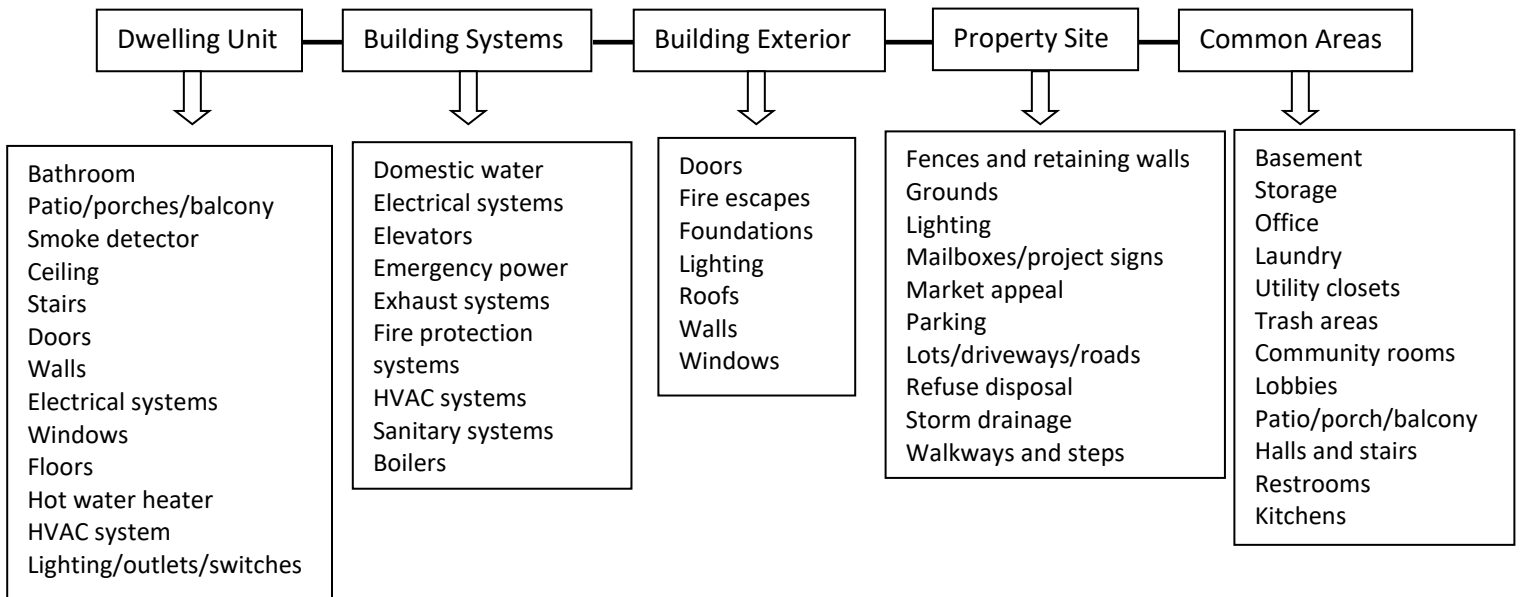 Dwelling Unit
Building Systems
Building Exterior
Property Site
Common Areas
Bathroom
Patio/porches/balcony
Smoke detector
Ceiling
Stairs
Doors
Walls
Electrical systems
Windows
Floors
Hot water heater
HVAC system
Lighting/outlets/switches
Domestic water
Electrical systems
Elevators
Emergency power
Exhaust systems
Fire protection
systems
HVAC systems
Sanitary systems
Boilers
Doors
Fire escapes
Foundations
Lighting
Roofs
Walls
Windows
Fences and retaining walls
Grounds
Lighting
Mailboxes/project signs
Market appeal
Parking
Lots/driveways/roads
Refuse disposal
Storm drainage
Walkways and steps
Basement
Storage
Office
Laundry
Utility closets
Trash areas
Community rooms
Lobbies
Patio/porch/balcony
Halls and stairs
Restrooms
Kitchens